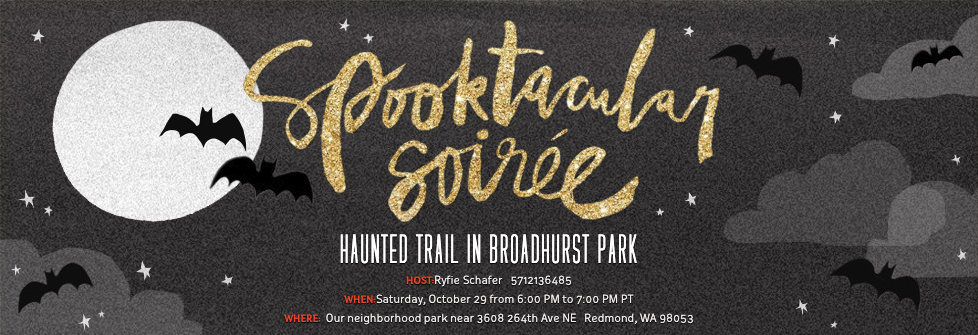 Spooktacular
soirée
HAUNTED TRAIL IN BROADHURST PARK
HOST:Ryfie Schafer 5712136485
WHEN:Saturday, October 29 from 6:00 PM to 7:00 PM PT
WHERE: Our neighborhood park near 3608 264th Ave NE Redmond, WA 98053